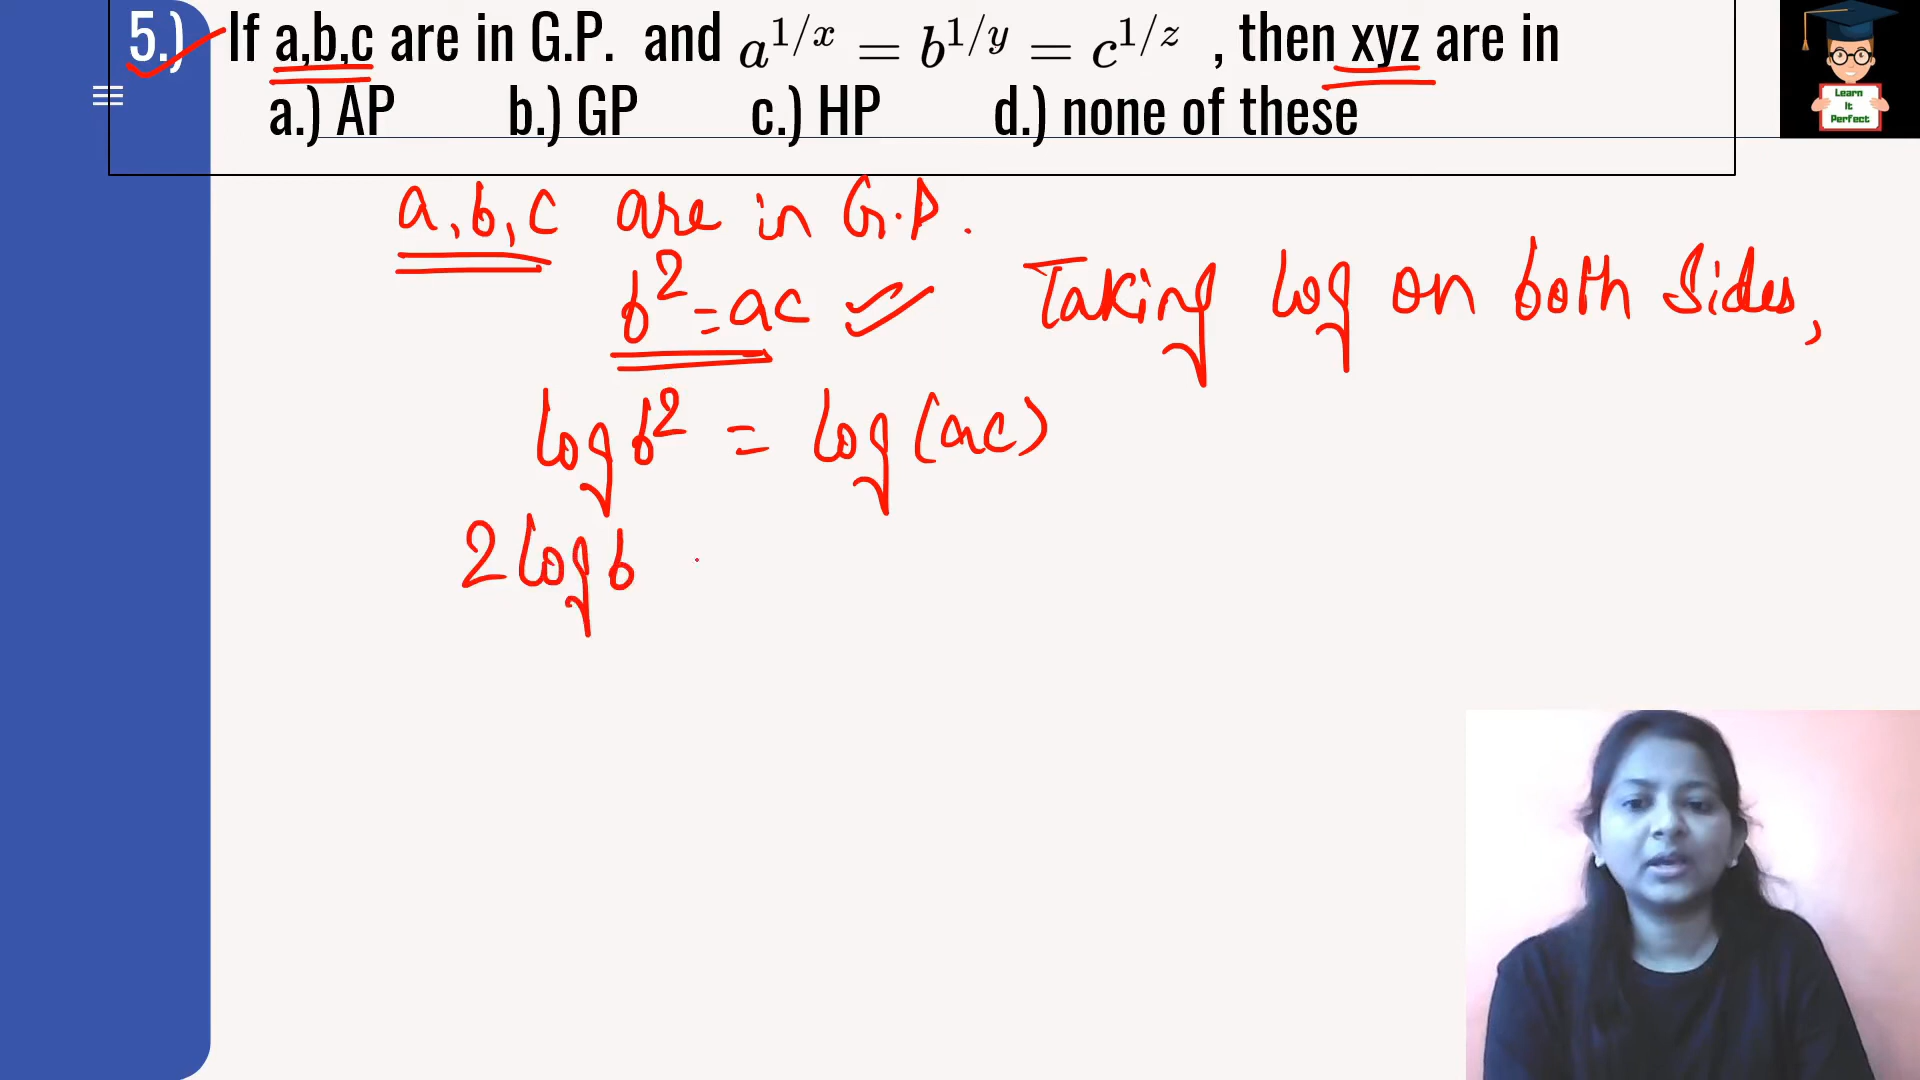 5.) If a,b,c are in G.P. and a^{1/x} = b^{1/y} = c^{1/z} , then xyz are in
a.) AP b.) GP c.) HP d.) none of these
Learn
It
Perfect
a, b, c are in G.P.
b² = ac Taking log on both sides,
log b² = log (ac)
2 log b